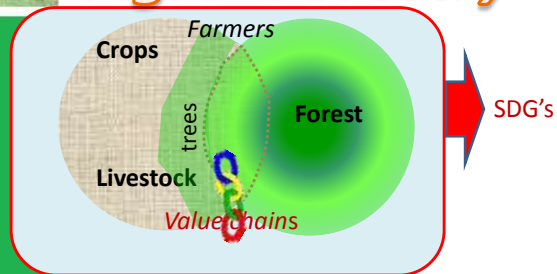 Farmers
Crops
trees
Forest
SDG's
Livestock
Value chains